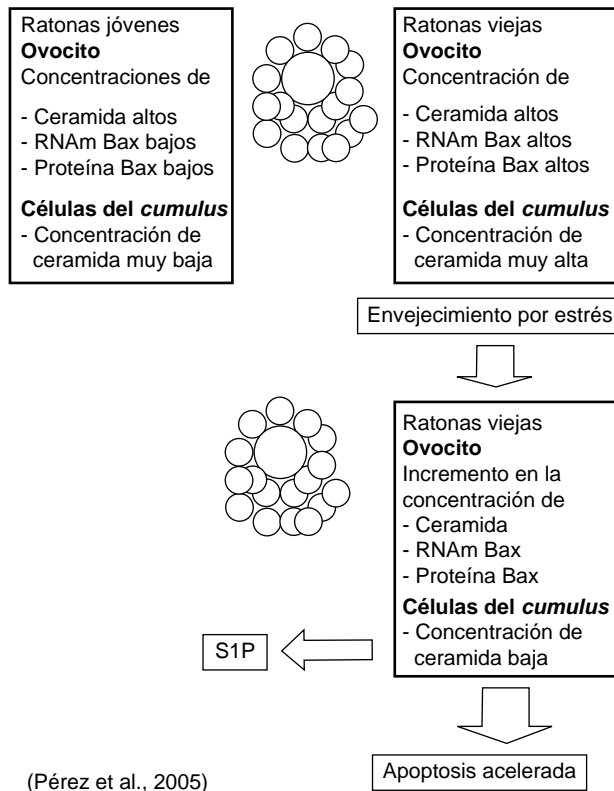 Ratonas jóvenes
Ovocito
Concentraciones de
- Ceramida altos
- RNAm Bax bajos
- Proteína Bax bajos
Células del cumulus
- Concentración de
ceramida muy baja
Ratonas viejas
Ovocito
Concentración de
- Ceramida altos
- RNAm Bax altos
- Proteína Bax altos
Células del cumulus
- Concentración de
ceramida muy alta
Envejecimiento por estrés
Ratonas viejas
Ovocito
Incremento en la
concentración de
- Ceramida
- RNAm Bax
- Proteína Bax
Células del cumulus
- Concentración de
ceramida baja
S1P
Apoptosis acelerada
(Pérez et al., 2005)